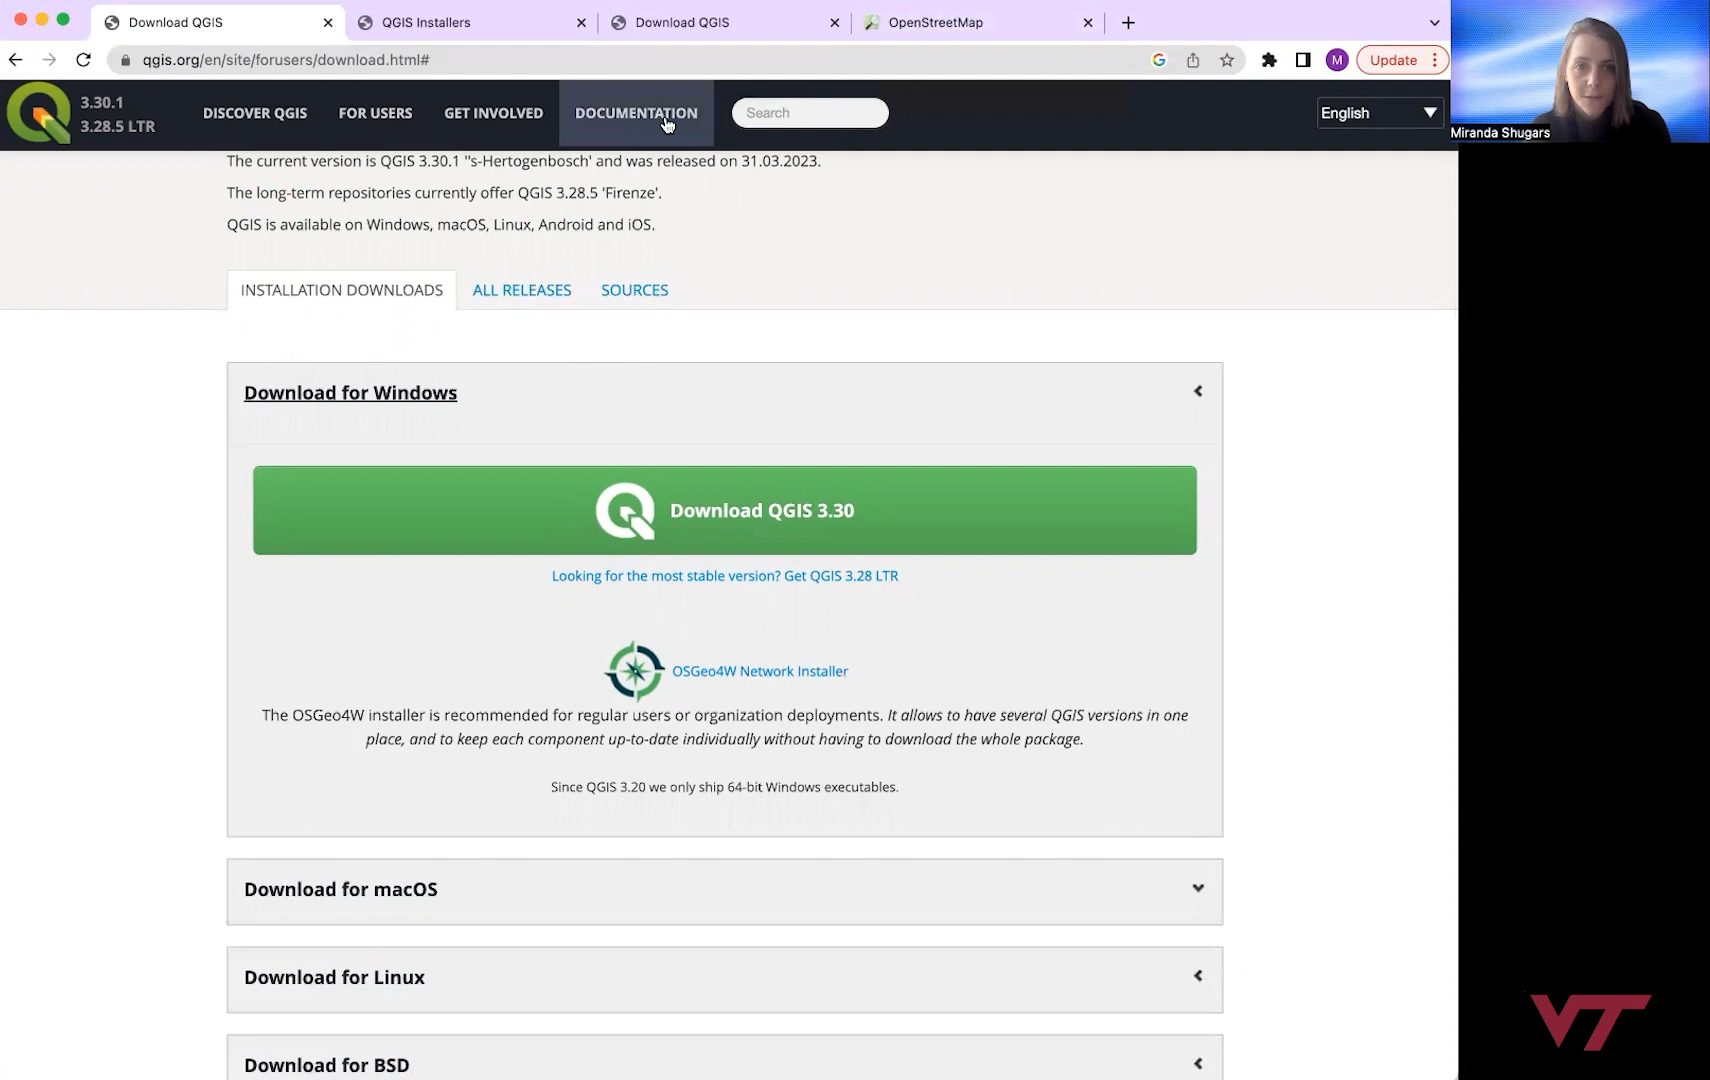 Download QGIS
QGIS Installers
Download QGIS
OpenStreetMap
qgis.org/en/site/forusers/download.html#
M
Update
3.30.1
3.28.5 LTR
DISCOVER QGIS
FOR USERS
GET INVOLVED
DOCUMENTATION
Search
English
Miranda Shugars
The current version is QGIS 3.30.1 ''s-Hertogenbosch' and was released on 31.03.2023.
The long-term repositories currently offer QGIS 3.28.5 'Firenze'.
QGIS is available on Windows, macOS, Linux, Android and iOS.
INSTALLATION DOWNLOADS
ALL RELEASES
SOURCES
Download for Windows
Download QGIS 3.30
Looking for the most stable version? Get QGIS 3.28 LTR
OSGeo4W Network Installer
The OSGeo4W installer is recommended for regular users or organization deployments. It allows to have several QGIS versions in one
place, and to keep each component up-to-date individually without having to download the whole package.
Since QGIS 3.20 we only ship 64-bit Windows executables.
Download for macOS
Download for Linux
Download for BSD
VT